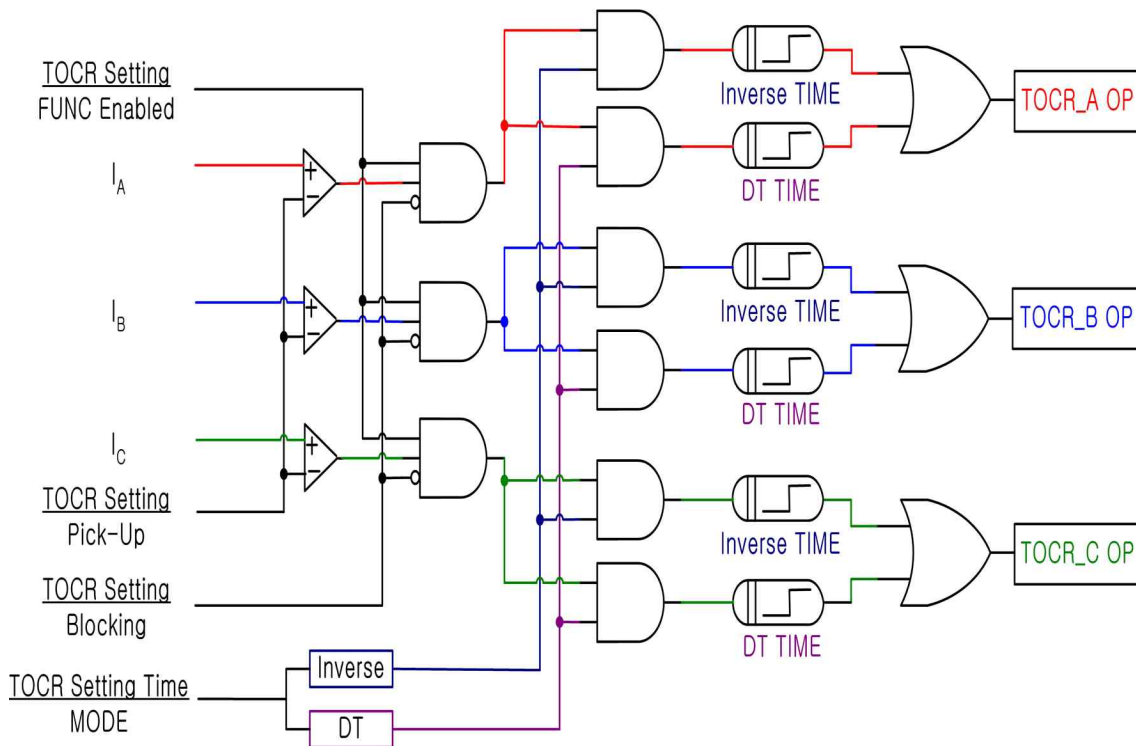 TOCR Setting
FUNC Enabled
I_A
I_B
I_C
TOCR Setting
Pick-Up
TOCR Setting
Blocking
TOCR Setting Time
MODE
+
−
+
−
+
−
Inverse
DT
Inverse TIME
DT TIME
Inverse TIME
DT TIME
Inverse TIME
DT TIME
TOCR_A OP
TOCR_B OP
TOCR_C OP